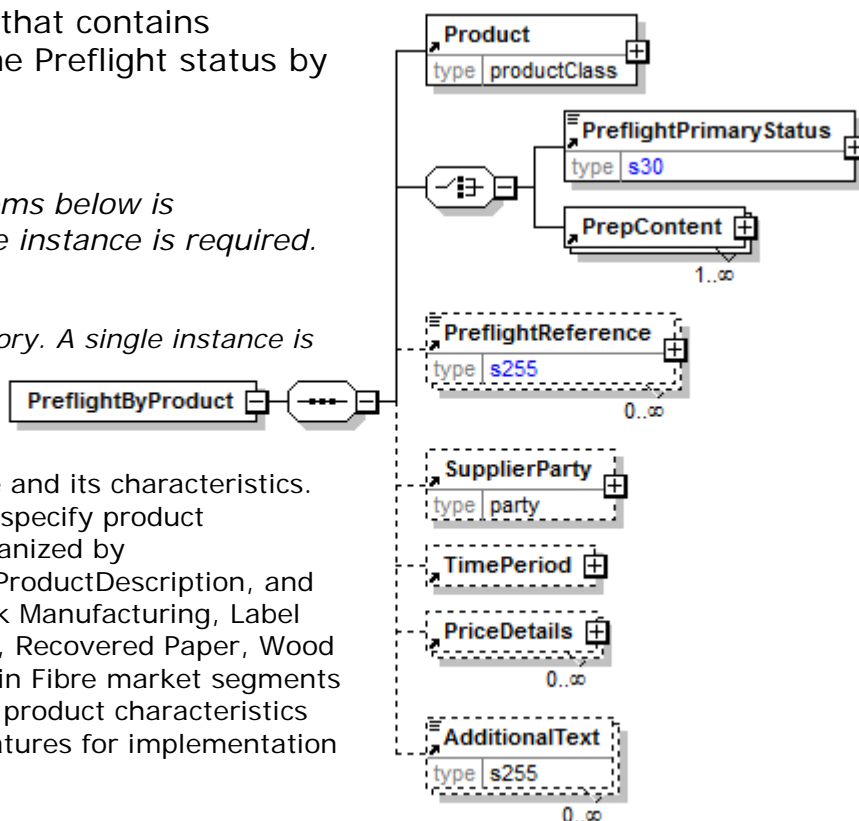 that contains
ne Preflight status by
ems below is
e instance is required.
ory. A single instance is
e and its characteristics.
specify product
anized by
ProductDescription, and
k Manufacturing, Label
, Recovered Paper, Wood
in Fibre market segments
product characteristics
atures for implementation
PreflightByProduct
Product
type productClass
PreflightPrimaryStatus
type s30
PrepContent
1..∞
PreflightReference
type s255
0..∞
SupplierParty
type party
TimePeriod
PriceDetails
0..∞
AdditionalText
type s255
0..∞